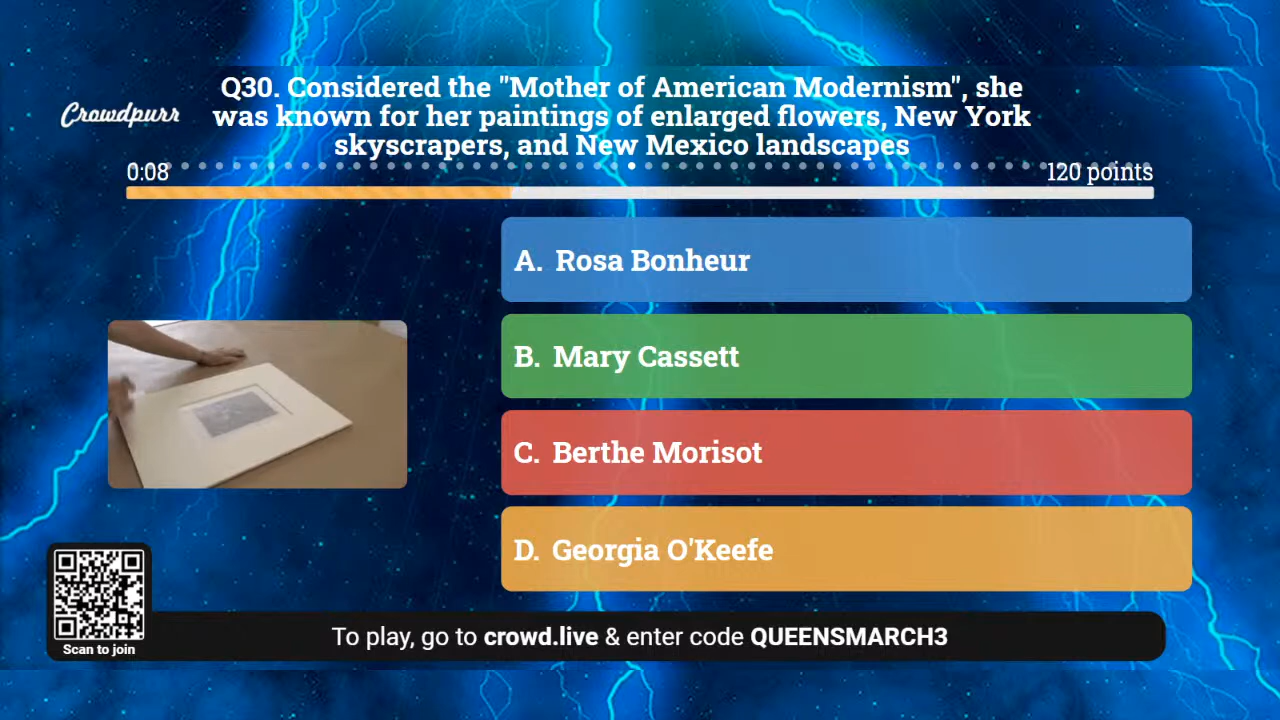 Crowdpurr
Q30. Considered the "Mother of American Modernism", she
was known for her paintings of enlarged flowers, New York
skyscrapers, and New Mexico landscapes
0:08
120 points
A. Rosa Bonheur
B. Mary Cassett
C. Berthe Morisot
D. Georgia O'Keefe
Scan to join
To play, go to crowd.live & enter code QUEENSMARCH3